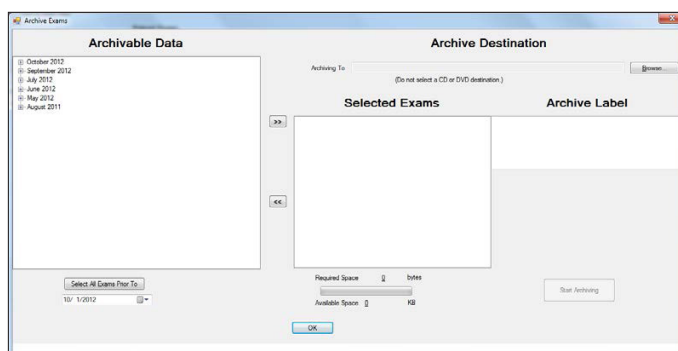 Archive Exams
Archivable Data
October 2012
September 2012
July 2012
June 2012
May 2012
August 2011
Select All Exams Prior To
10/ 1/2012
>>
<<
Archive Destination
Archiving To
Browse...
(Do not select a CD or DVD destination.)
Selected Exams
Archive Label
Required Space 0 bytes
Available Space 0 KB
Start Archiving
OK